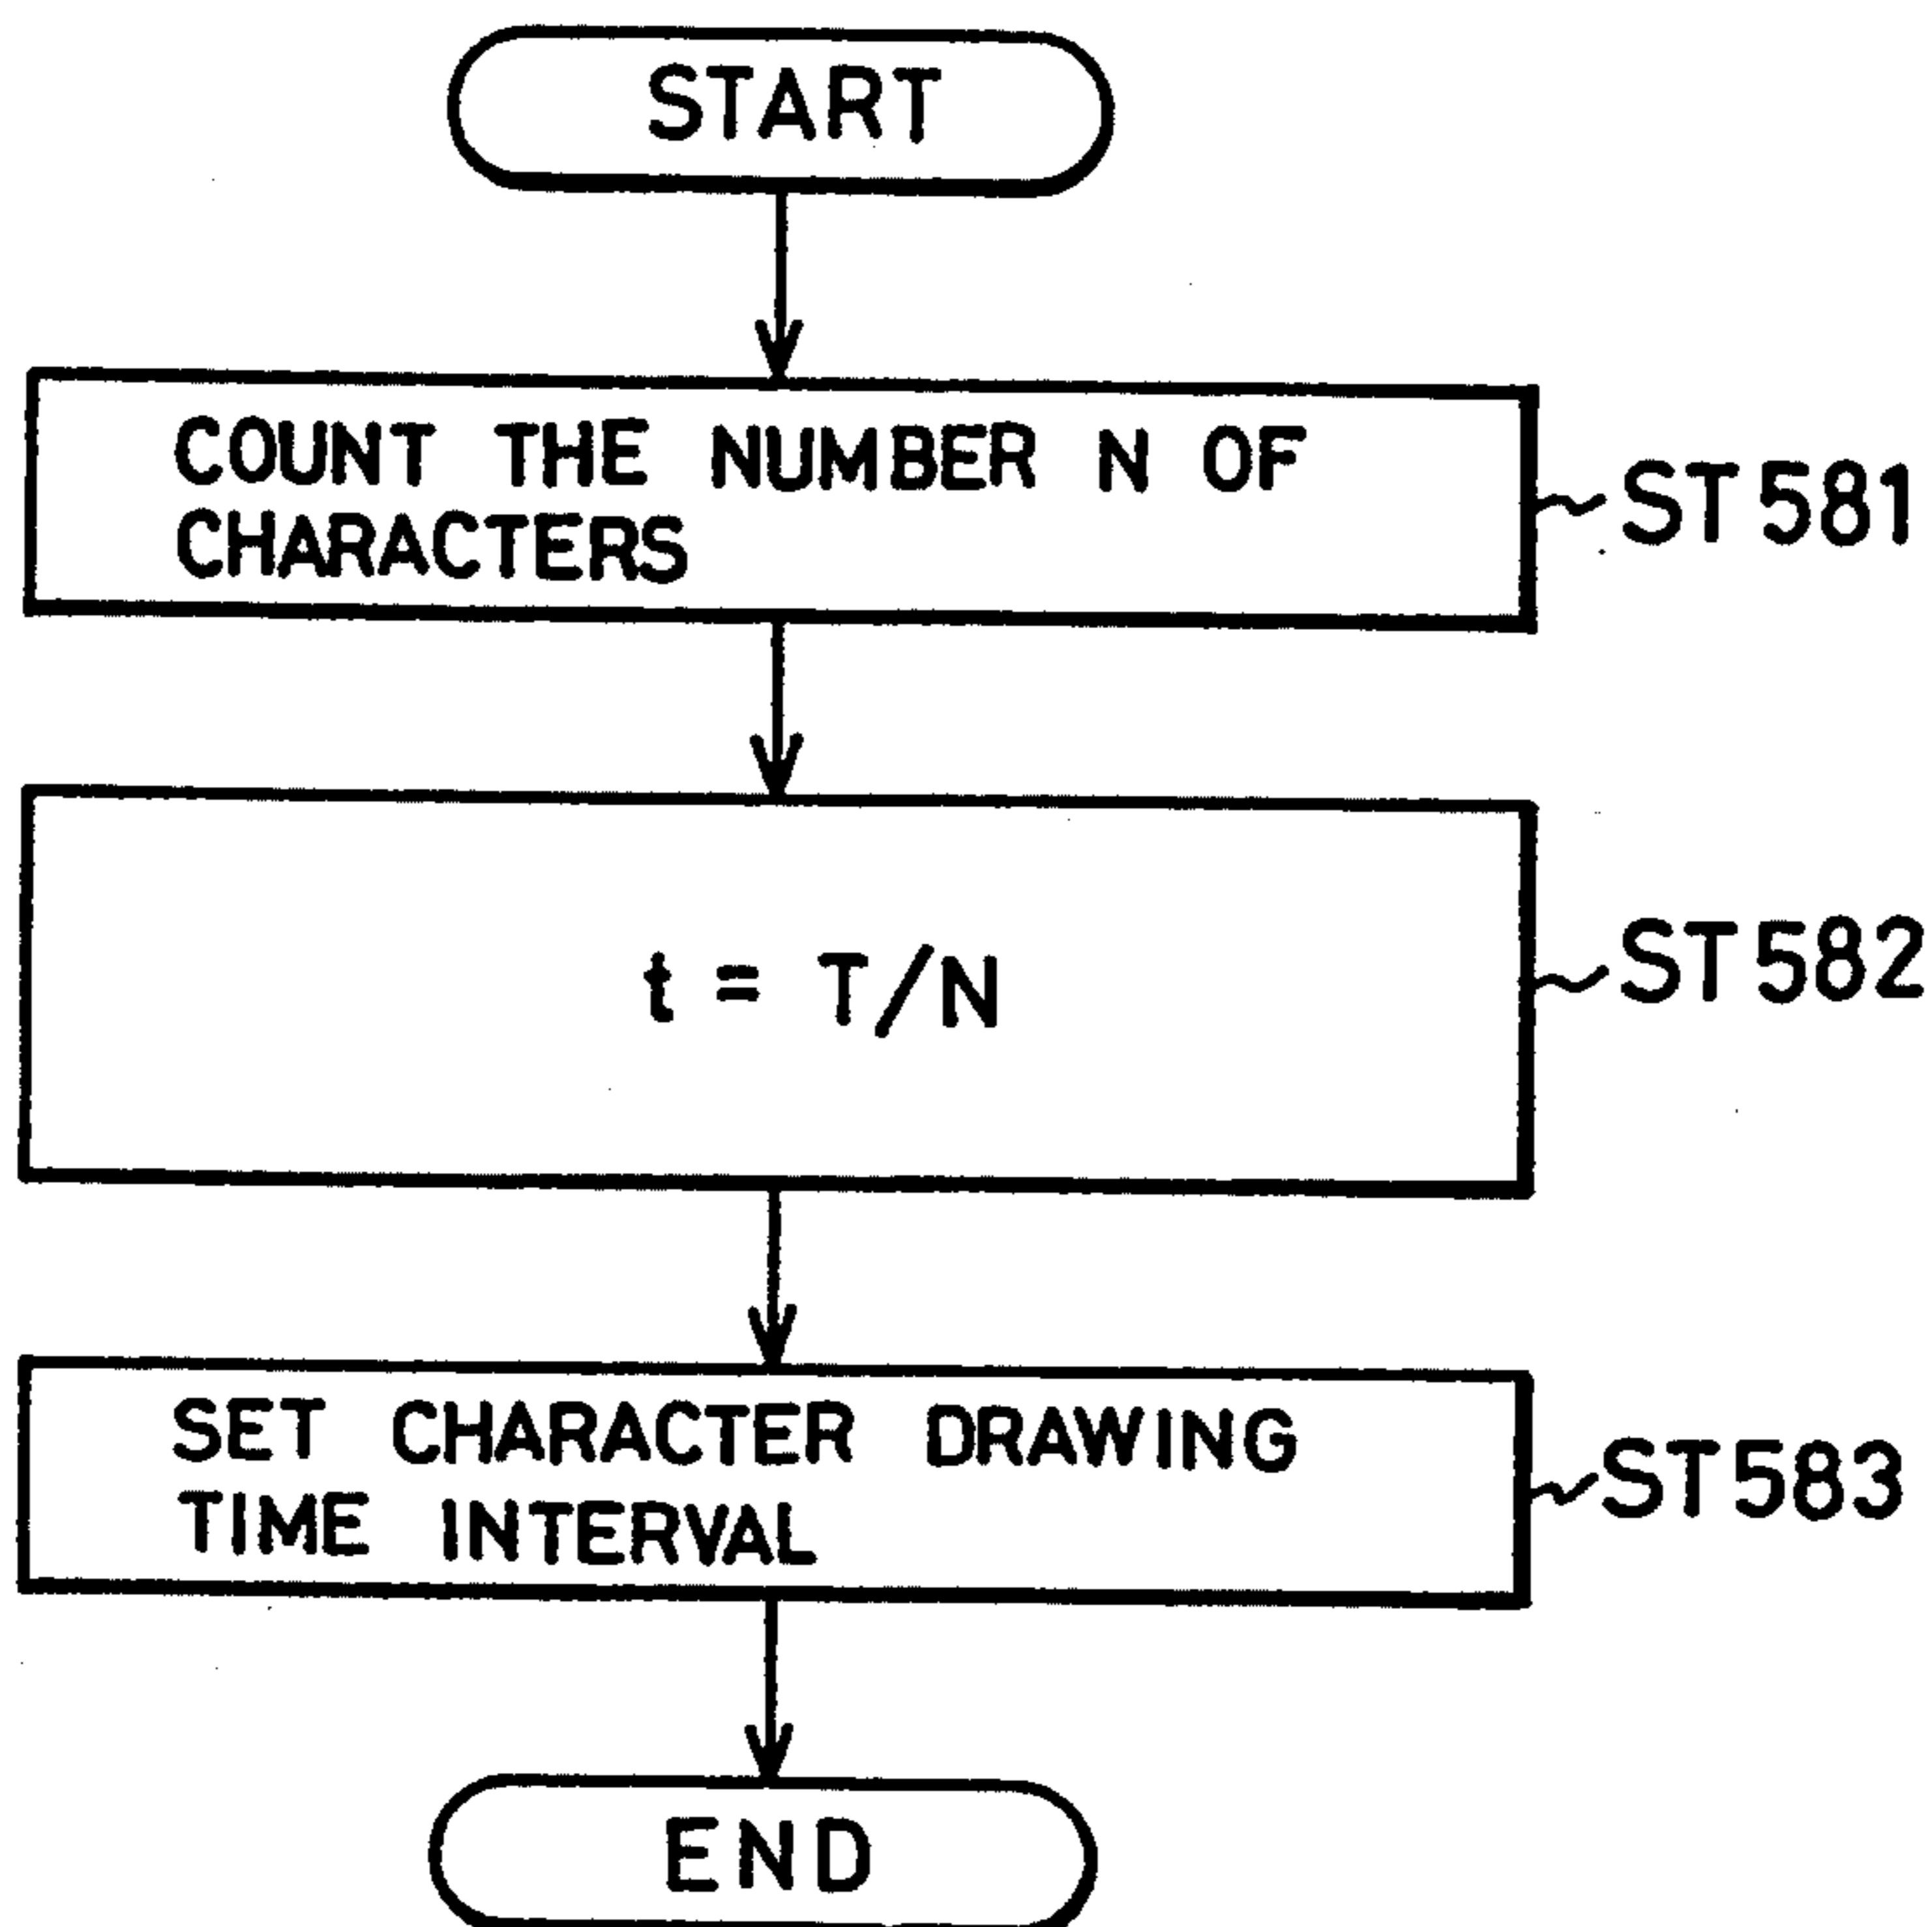 START
COUNT THE NUMBER N OF
CHARACTERS
ST581
t = T/N
ST582
SET CHARACTER DRAWING
TIME INTERVAL
ST583
END